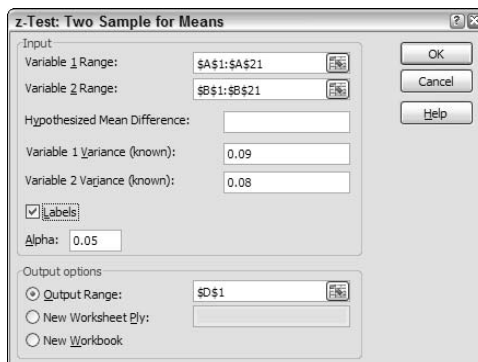 z-Test: Two Sample for Means
Input
Variable 1 Range: $A$1:$A$21
Variable 2 Range: $B$1:$B$21
Hypothesized Mean Difference:
Variable 1 Variance (known): 0.09
Variable 2 Variance (known): 0.08
Labels
Alpha: 0.05
Output options
Output Range: $D$1
New Worksheet Ply:
New Workbook
OK
Cancel
Help